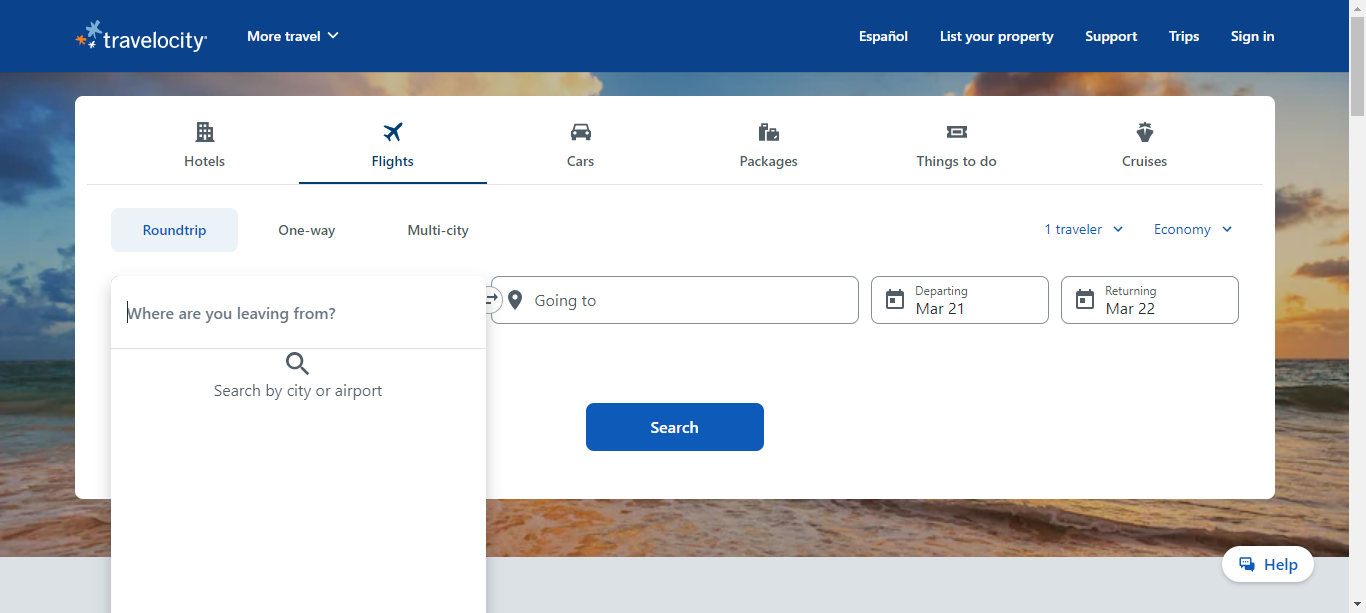 travelocity
More travel
Español
List your property
Support
Trips
Sign in
Hotels
Flights
Cars
Packages
Things to do
Cruises
Roundtrip
One-way
Multi-city
1 traveler
Economy
Where are you leaving from?
Search by city or airport
Going to
Departing
Mar 21
Returning
Mar 22
Search
Help